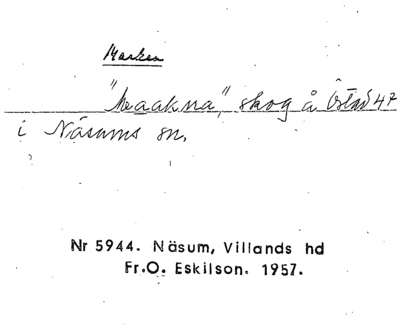 Marken
"Maakna", skog å Östad 47
i Näsums sn.
Nr 5944. Näsum, Villands hd
Fr.O. Eskilson. 1957.